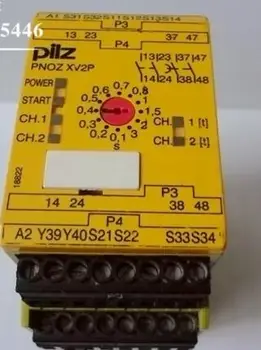 5446
A1 S31 S32 S11 S12 S13 S14
P3
pilz
13 23
37 47
P4
PNOZ XV2P
13 23 37 47
POWER
14 24 38 48
START
0,5 0,6 0,7 0,8 1 1,5 2 3 0,1 0,2 0,3 0,4
s
CH.1
CH. 1 [t]
CH.2
CH. 2 [t]
18822
P3
14 24
38 48
P4
A2 Y39 Y40 S21 S22 S33 S34